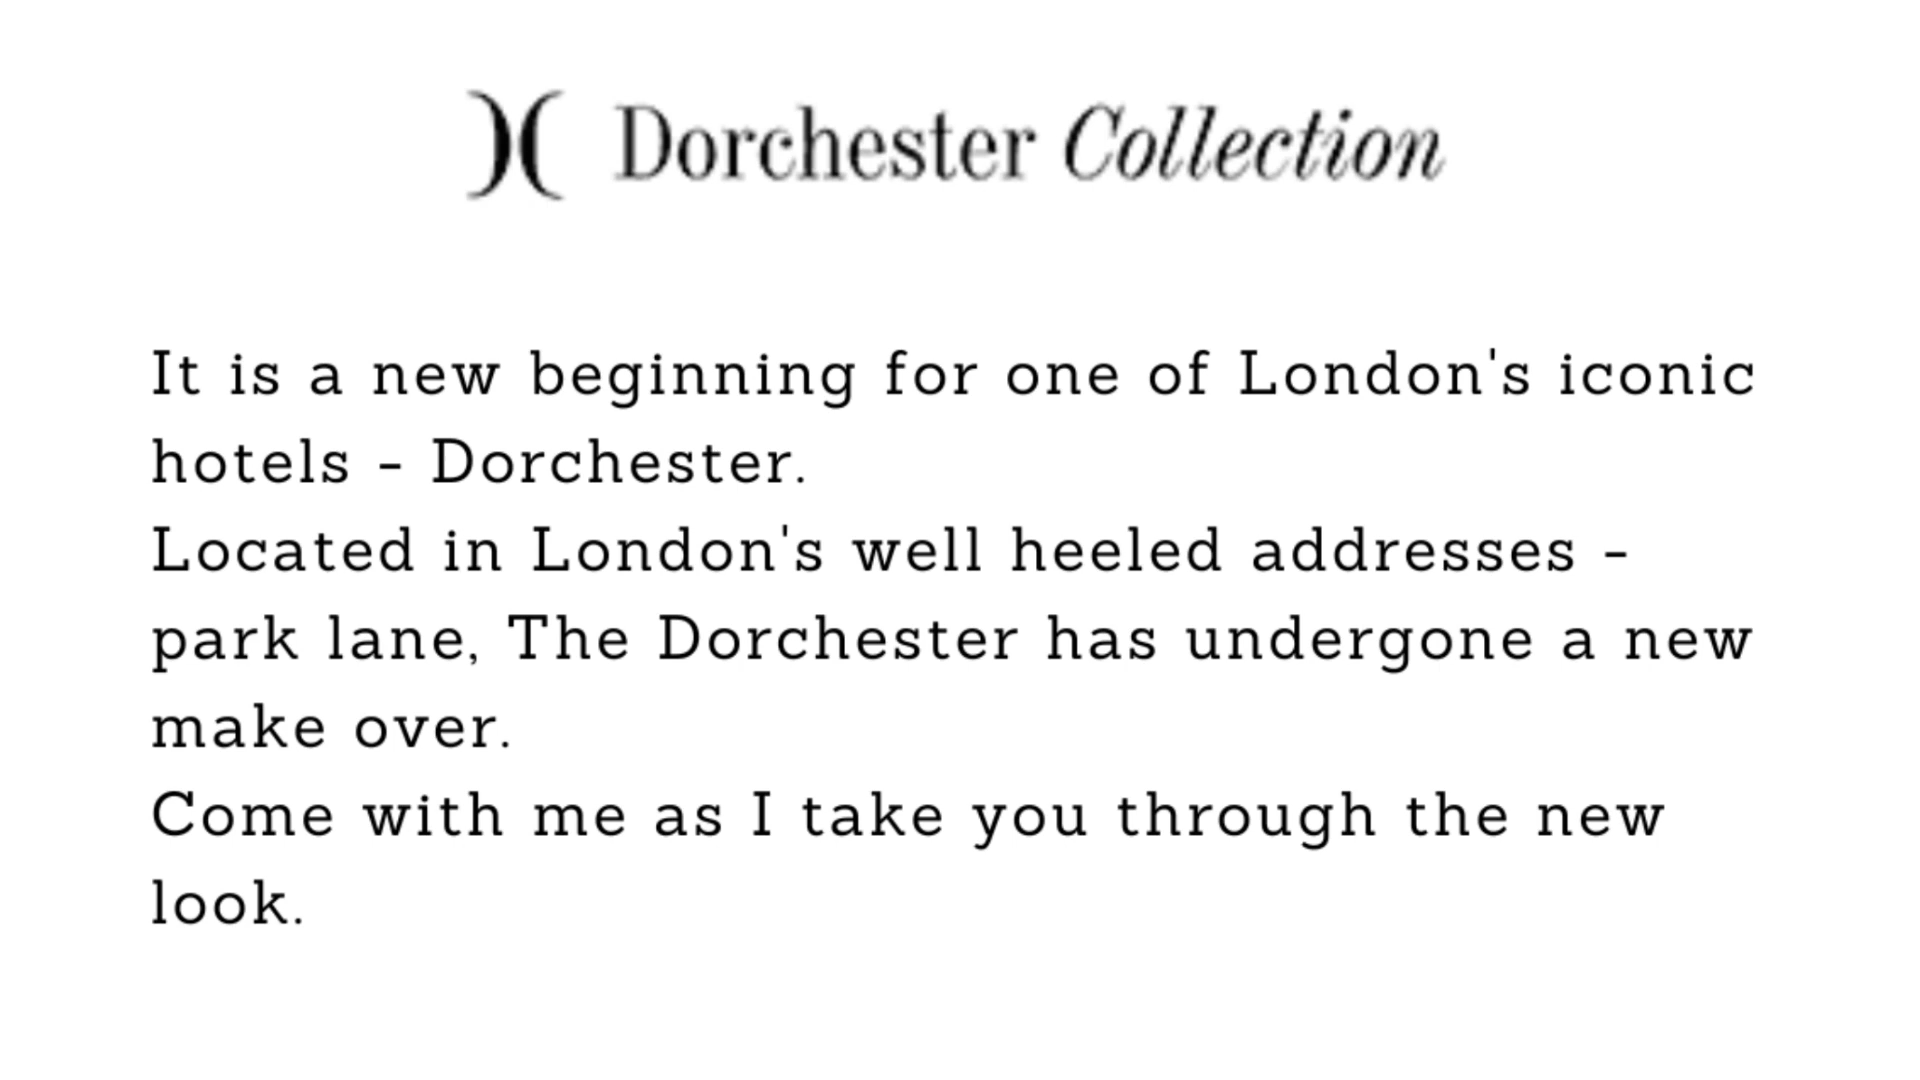 Dorchester Collection
It is a new beginning for one of London's iconic
hotels - Dorchester.
Located in London's well heeled addresses -
park lane, The Dorchester has undergone a new
make over.
Come with me as I take you through the new
look.